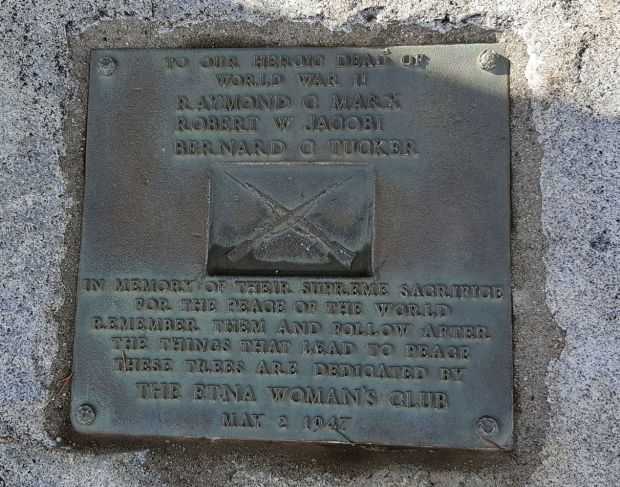 TO OUR HEROIC DEAD OF
WORLD WAR II
RAYMOND C MARX
ROBERT W JACOBI
BERNARD C TUCKER
IN MEMORY OF THEIR SUPREME SACRIFICE
FOR THE PEACE OF THE WORLD
REMEMBER THEM AND FOLLOW AFTER
THE THINGS THAT LEAD TO PEACE
THESE TREES ARE DEDICATED BY
THE ETNA WOMAN'S CLUB
MAY 2 1947